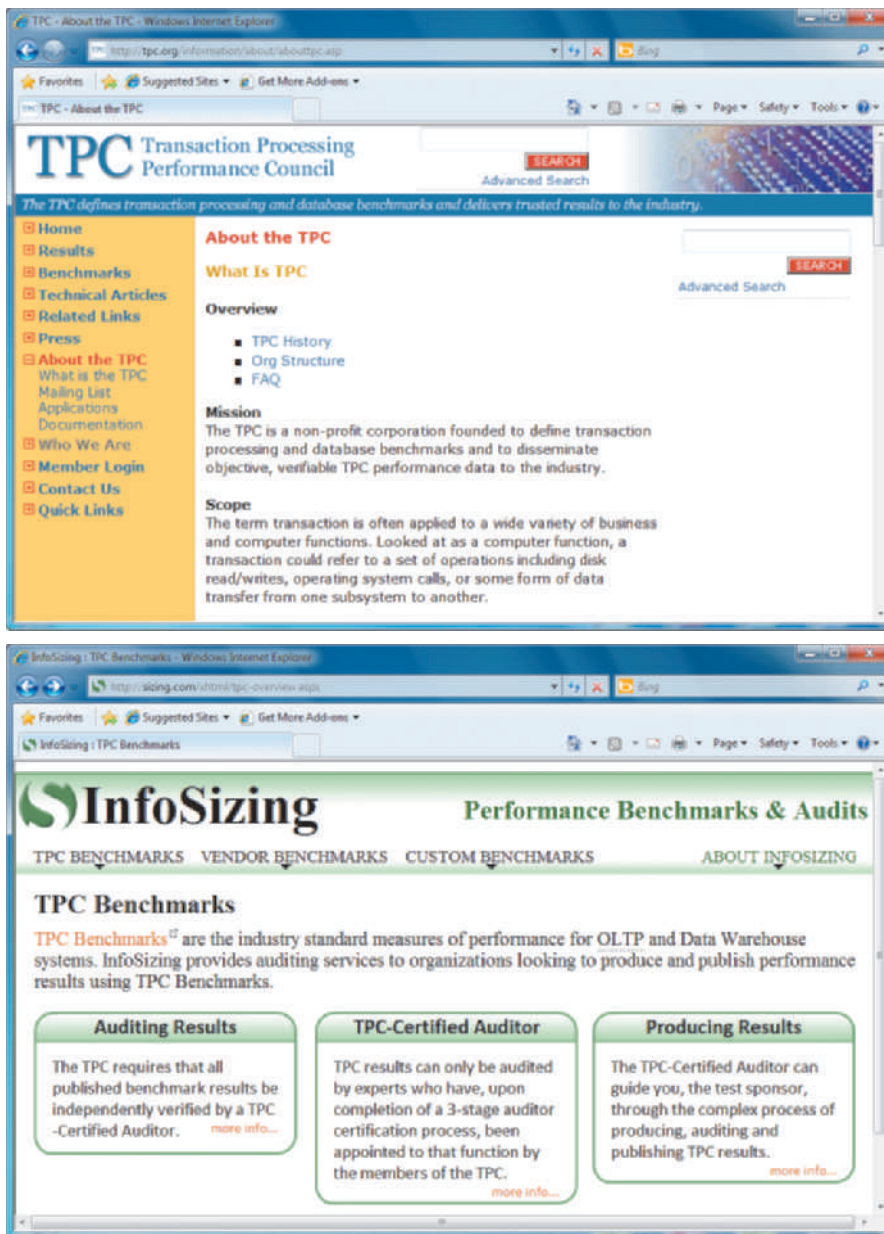 TPC - About the TPC - Windows Internet Explorer
http://tpc.org/information/about/abouttpc.asp
Bing
Favorites Suggested Sites Get More Add-ons
TPC - About the TPC
Page Safety Tools
TPC Transaction Processing
Performance Council
SEARCH
Advanced Search
The TPC defines transaction processing and database benchmarks and delivers trusted results to the industry.
Home
Results
Benchmarks
Technical Articles
Related Links
Press
About the TPC
What is the TPC
Mailing List
Applications
Documentation
Who We Are
Member Login
Contact Us
Quick Links
About the TPC
What Is TPC
Overview
TPC History
Org Structure
FAQ
Mission
The TPC is a non-profit corporation founded to define transaction
processing and database benchmarks and to disseminate
objective, verifiable TPC performance data to the industry.
Scope
The term transaction is often applied to a wide variety of business
and computer functions. Looked at as a computer function, a
transaction could refer to a set of operations including disk
read/writes, operating system calls, or some form of data
transfer from one subsystem to another.
SEARCH
Advanced Search
InfoSizing : TPC Benchmarks - Windows Internet Explorer
http://sizing.com/xhtml/tpc-overview.aspx
Bing
Favorites Suggested Sites Get More Add-ons
InfoSizing : TPC Benchmarks
Page Safety Tools
InfoSizing
Performance Benchmarks & Audits
TPC BENCHMARKS VENDOR BENCHMARKS CUSTOM BENCHMARKS ABOUT INFOSIZING
TPC Benchmarks
TPC Benchmarks are the industry standard measures of performance for OLTP and Data Warehouse
systems. InfoSizing provides auditing services to organizations looking to produce and publish performance
results using TPC Benchmarks.
Auditing Results
The TPC requires that all
published benchmark results be
independently verified by a TPC
-Certified Auditor. more info...
TPC-Certified Auditor
TPC results can only be audited
by experts who have, upon
completion of a 3-stage auditor
certification process, been
appointed to that function by
the members of the TPC.
more info...
Producing Results
The TPC-Certified Auditor can
guide you, the test sponsor,
through the complex process of
producing, auditing and
publishing TPC results.
more info...